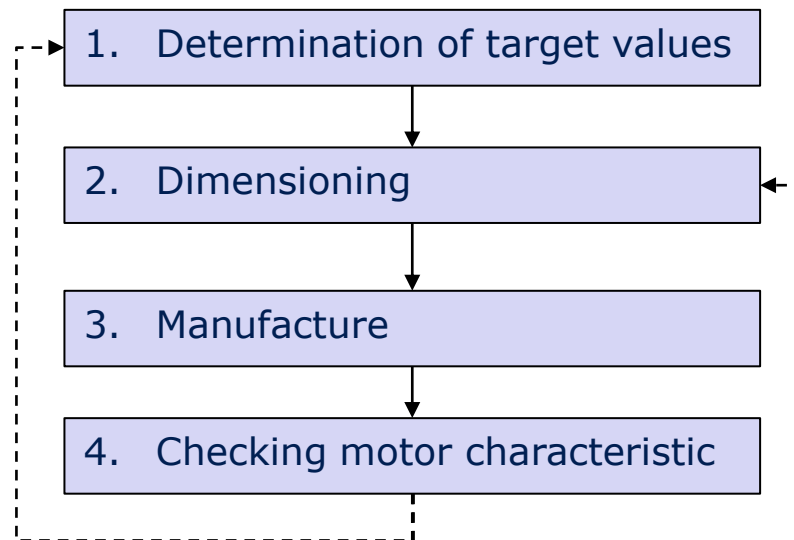 1. Determination of target values
2. Dimensioning
3. Manufacture
4. Checking motor characteristic